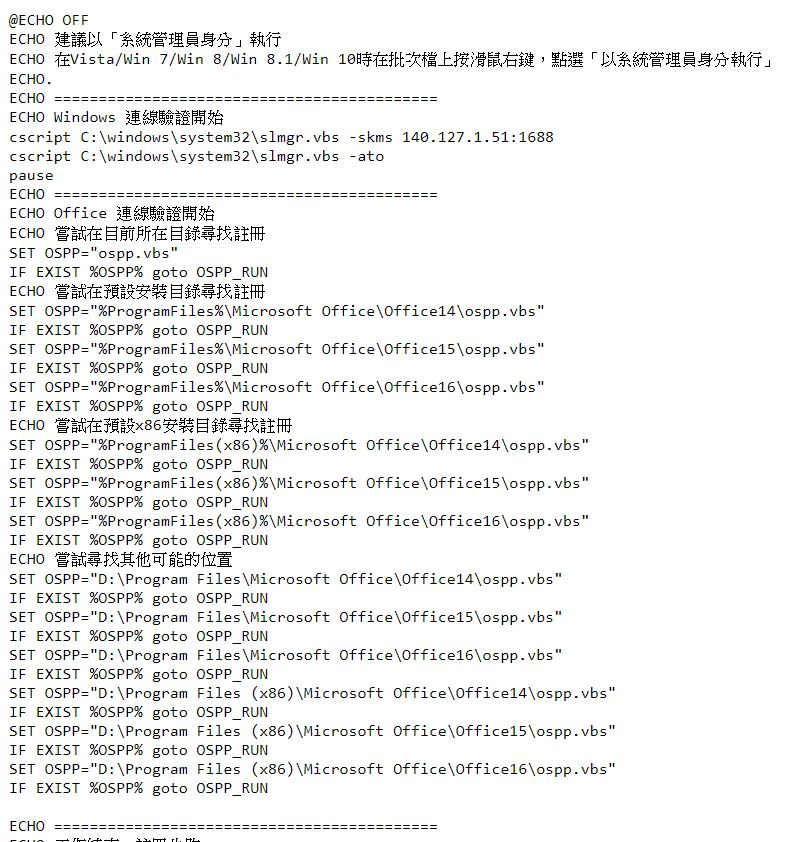 @ECHO OFF
ECHO 建議以「系統管理員身分」執行
ECHO 在Vista/Win 7/Win 8/Win 8.1/Win 10時在批次檔上按滑鼠右鍵，點選「以系統管理員身分執行」
ECHO.
ECHO ===========================================
ECHO Windows 連線驗證開始
cscript C:\windows\system32\slmgr.vbs -skms 140.127.1.51:1688
cscript C:\windows\system32\slmgr.vbs -ato
pause
ECHO ===========================================
ECHO Office 連線驗證開始
ECHO 嘗試在目前所在目錄尋找註冊
SET OSPP="ospp.vbs"
IF EXIST %OSPP% goto OSPP_RUN
ECHO 嘗試在預設安裝目錄尋找註冊
SET OSPP="%ProgramFiles%\Microsoft Office\Office14\ospp.vbs"
IF EXIST %OSPP% goto OSPP_RUN
SET OSPP="%ProgramFiles%\Microsoft Office\Office15\ospp.vbs"
IF EXIST %OSPP% goto OSPP_RUN
SET OSPP="%ProgramFiles%\Microsoft Office\Office16\ospp.vbs"
IF EXIST %OSPP% goto OSPP_RUN
ECHO 嘗試在預設x86安裝目錄尋找註冊
SET OSPP="%ProgramFiles(x86)%\Microsoft Office\Office14\ospp.vbs"
IF EXIST %OSPP% goto OSPP_RUN
SET OSPP="%ProgramFiles(x86)%\Microsoft Office\Office15\ospp.vbs"
IF EXIST %OSPP% goto OSPP_RUN
SET OSPP="%ProgramFiles(x86)%\Microsoft Office\Office16\ospp.vbs"
IF EXIST %OSPP% goto OSPP_RUN
ECHO 嘗試尋找其他可能的位置
SET OSPP="D:\Program Files\Microsoft Office\Office14\ospp.vbs"
IF EXIST %OSPP% goto OSPP_RUN
SET OSPP="D:\Program Files\Microsoft Office\Office15\ospp.vbs"
IF EXIST %OSPP% goto OSPP_RUN
SET OSPP="D:\Program Files\Microsoft Office\Office16\ospp.vbs"
IF EXIST %OSPP% goto OSPP_RUN
SET OSPP="D:\Program Files (x86)\Microsoft Office\Office14\ospp.vbs"
IF EXIST %OSPP% goto OSPP_RUN
SET OSPP="D:\Program Files (x86)\Microsoft Office\Office15\ospp.vbs"
IF EXIST %OSPP% goto OSPP_RUN
SET OSPP="D:\Program Files (x86)\Microsoft Office\Office16\ospp.vbs"
IF EXIST %OSPP% goto OSPP_RUN
ECHO ===========================================
ECHO